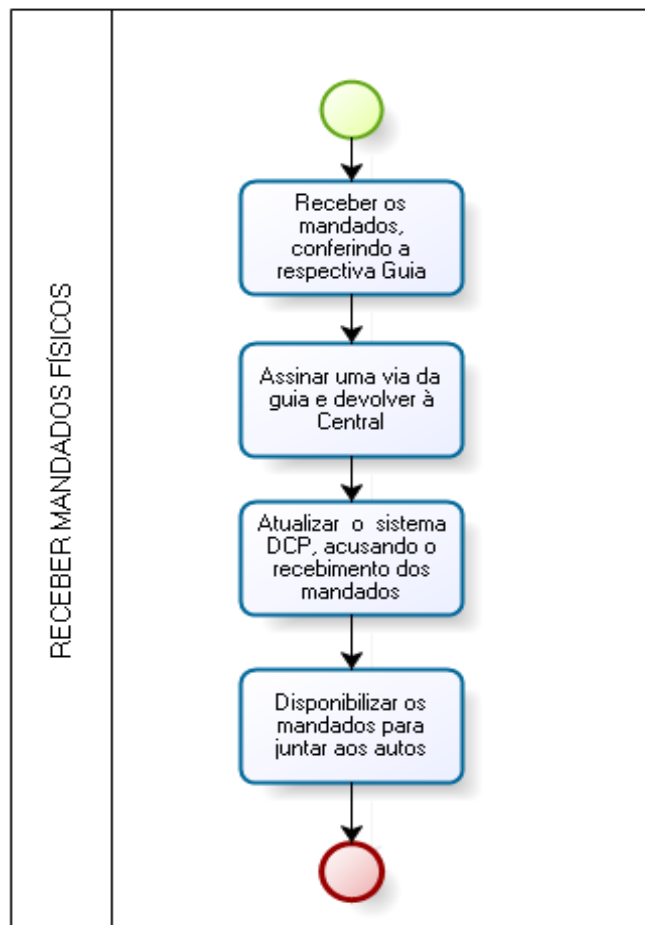 RECEBER MANDADOS FÍSICOS
Receber os
mandados,
conferindo a
respectiva Guia
Assinar uma via da
guia e devolver à
Central
Atualizar o sistema
DCP, acusando o
recebimento dos
mandados
Disponibilizar os
mandados para
juntar aos autos